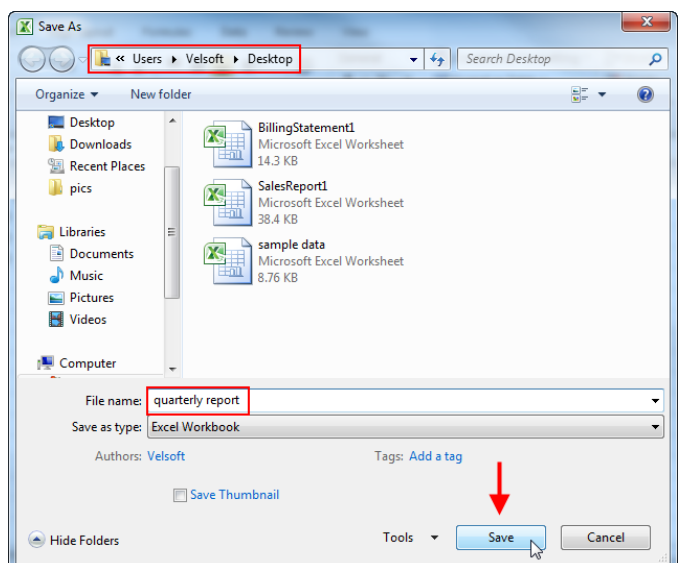 Save As
« Users ▸ Velsoft ▸ Desktop
Search Desktop
Organize ▼ New folder
Desktop
Downloads
Recent Places
pics
Libraries
Documents
Music
Pictures
Videos
Computer
BillingStatement1
Microsoft Excel Worksheet
14.3 KB
SalesReport1
Microsoft Excel Worksheet
38.4 KB
sample data
Microsoft Excel Worksheet
8.76 KB
File name: quarterly report
Save as type: Excel Workbook
Authors: Velsoft Tags: Add a tag
Save Thumbnail
Hide Folders Tools ▼ Save Cancel